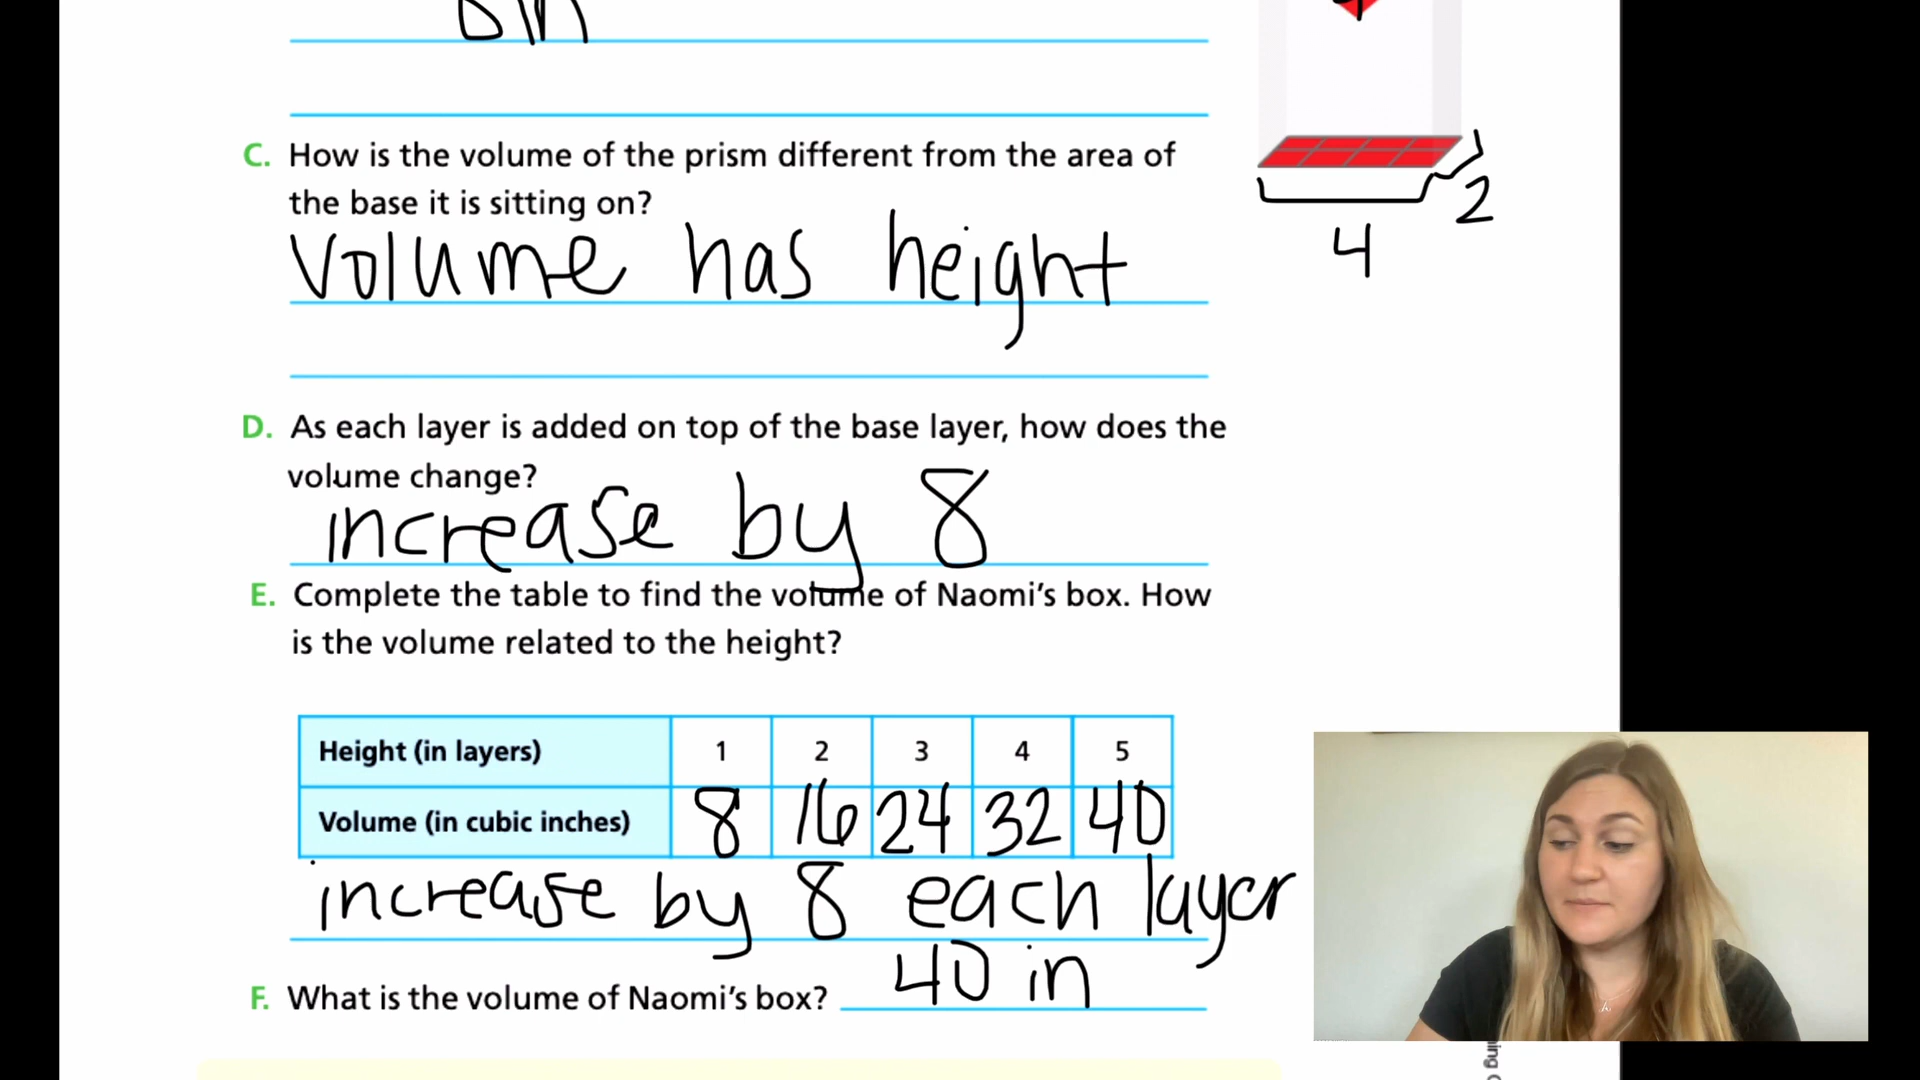 8in
C. How is the volume of the prism different from the area of
the base it is sitting on?
volume has height
2
4
D. As each layer is added on top of the base layer, how does the
volume change?
increase by 8
E. Complete the table to find the volume of Naomi's box. How
is the volume related to the height?
Height (in layers) 1 2 3 4 5
Volume (in cubic inches) 8 16 24 32 40
increase by 8 each layer
40 in
F. What is the volume of Naomi's box?